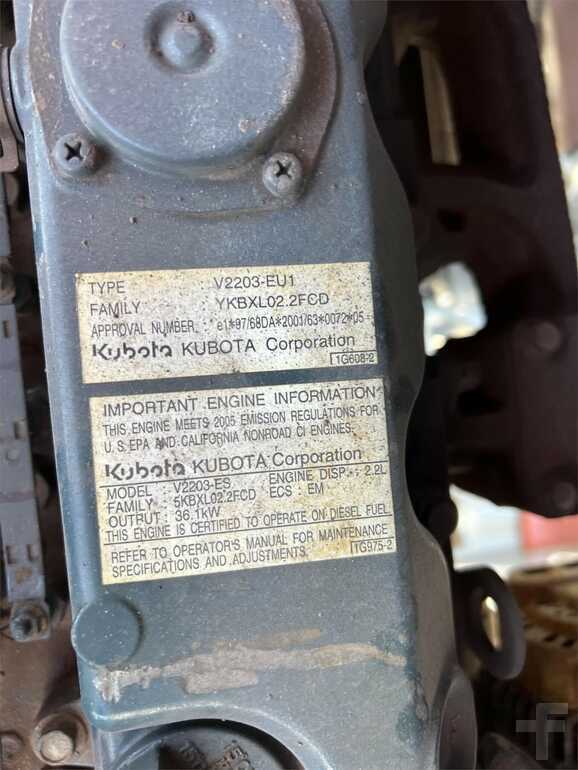 TYPE : V2203-EU1
FAMILY : YKBXL02.2FCD
APPROVAL NUMBER : e1*97/68DA*2001/63*0072*05
Kubota KUBOTA Corporation
1G608-2
IMPORTANT ENGINE INFORMATION
THIS ENGINE MEETS 2005 EMISSION REGULATIONS FOR
U.S. EPA AND CALIFORNIA NONROAD CI ENGINES.
Kubota KUBOTA Corporation
MODEL : V2203-ES ENGINE DISP. : 2.2L
FAMILY : 5KBXL02.2FCD ECS : EM
OUTPUT : 36.1kW
THIS ENGINE IS CERTIFIED TO OPERATE ON DIESEL FUEL.
REFER TO OPERATOR'S MANUAL FOR MAINTENANCE
SPECIFICATIONS AND ADJUSTMENTS. 1G975-2